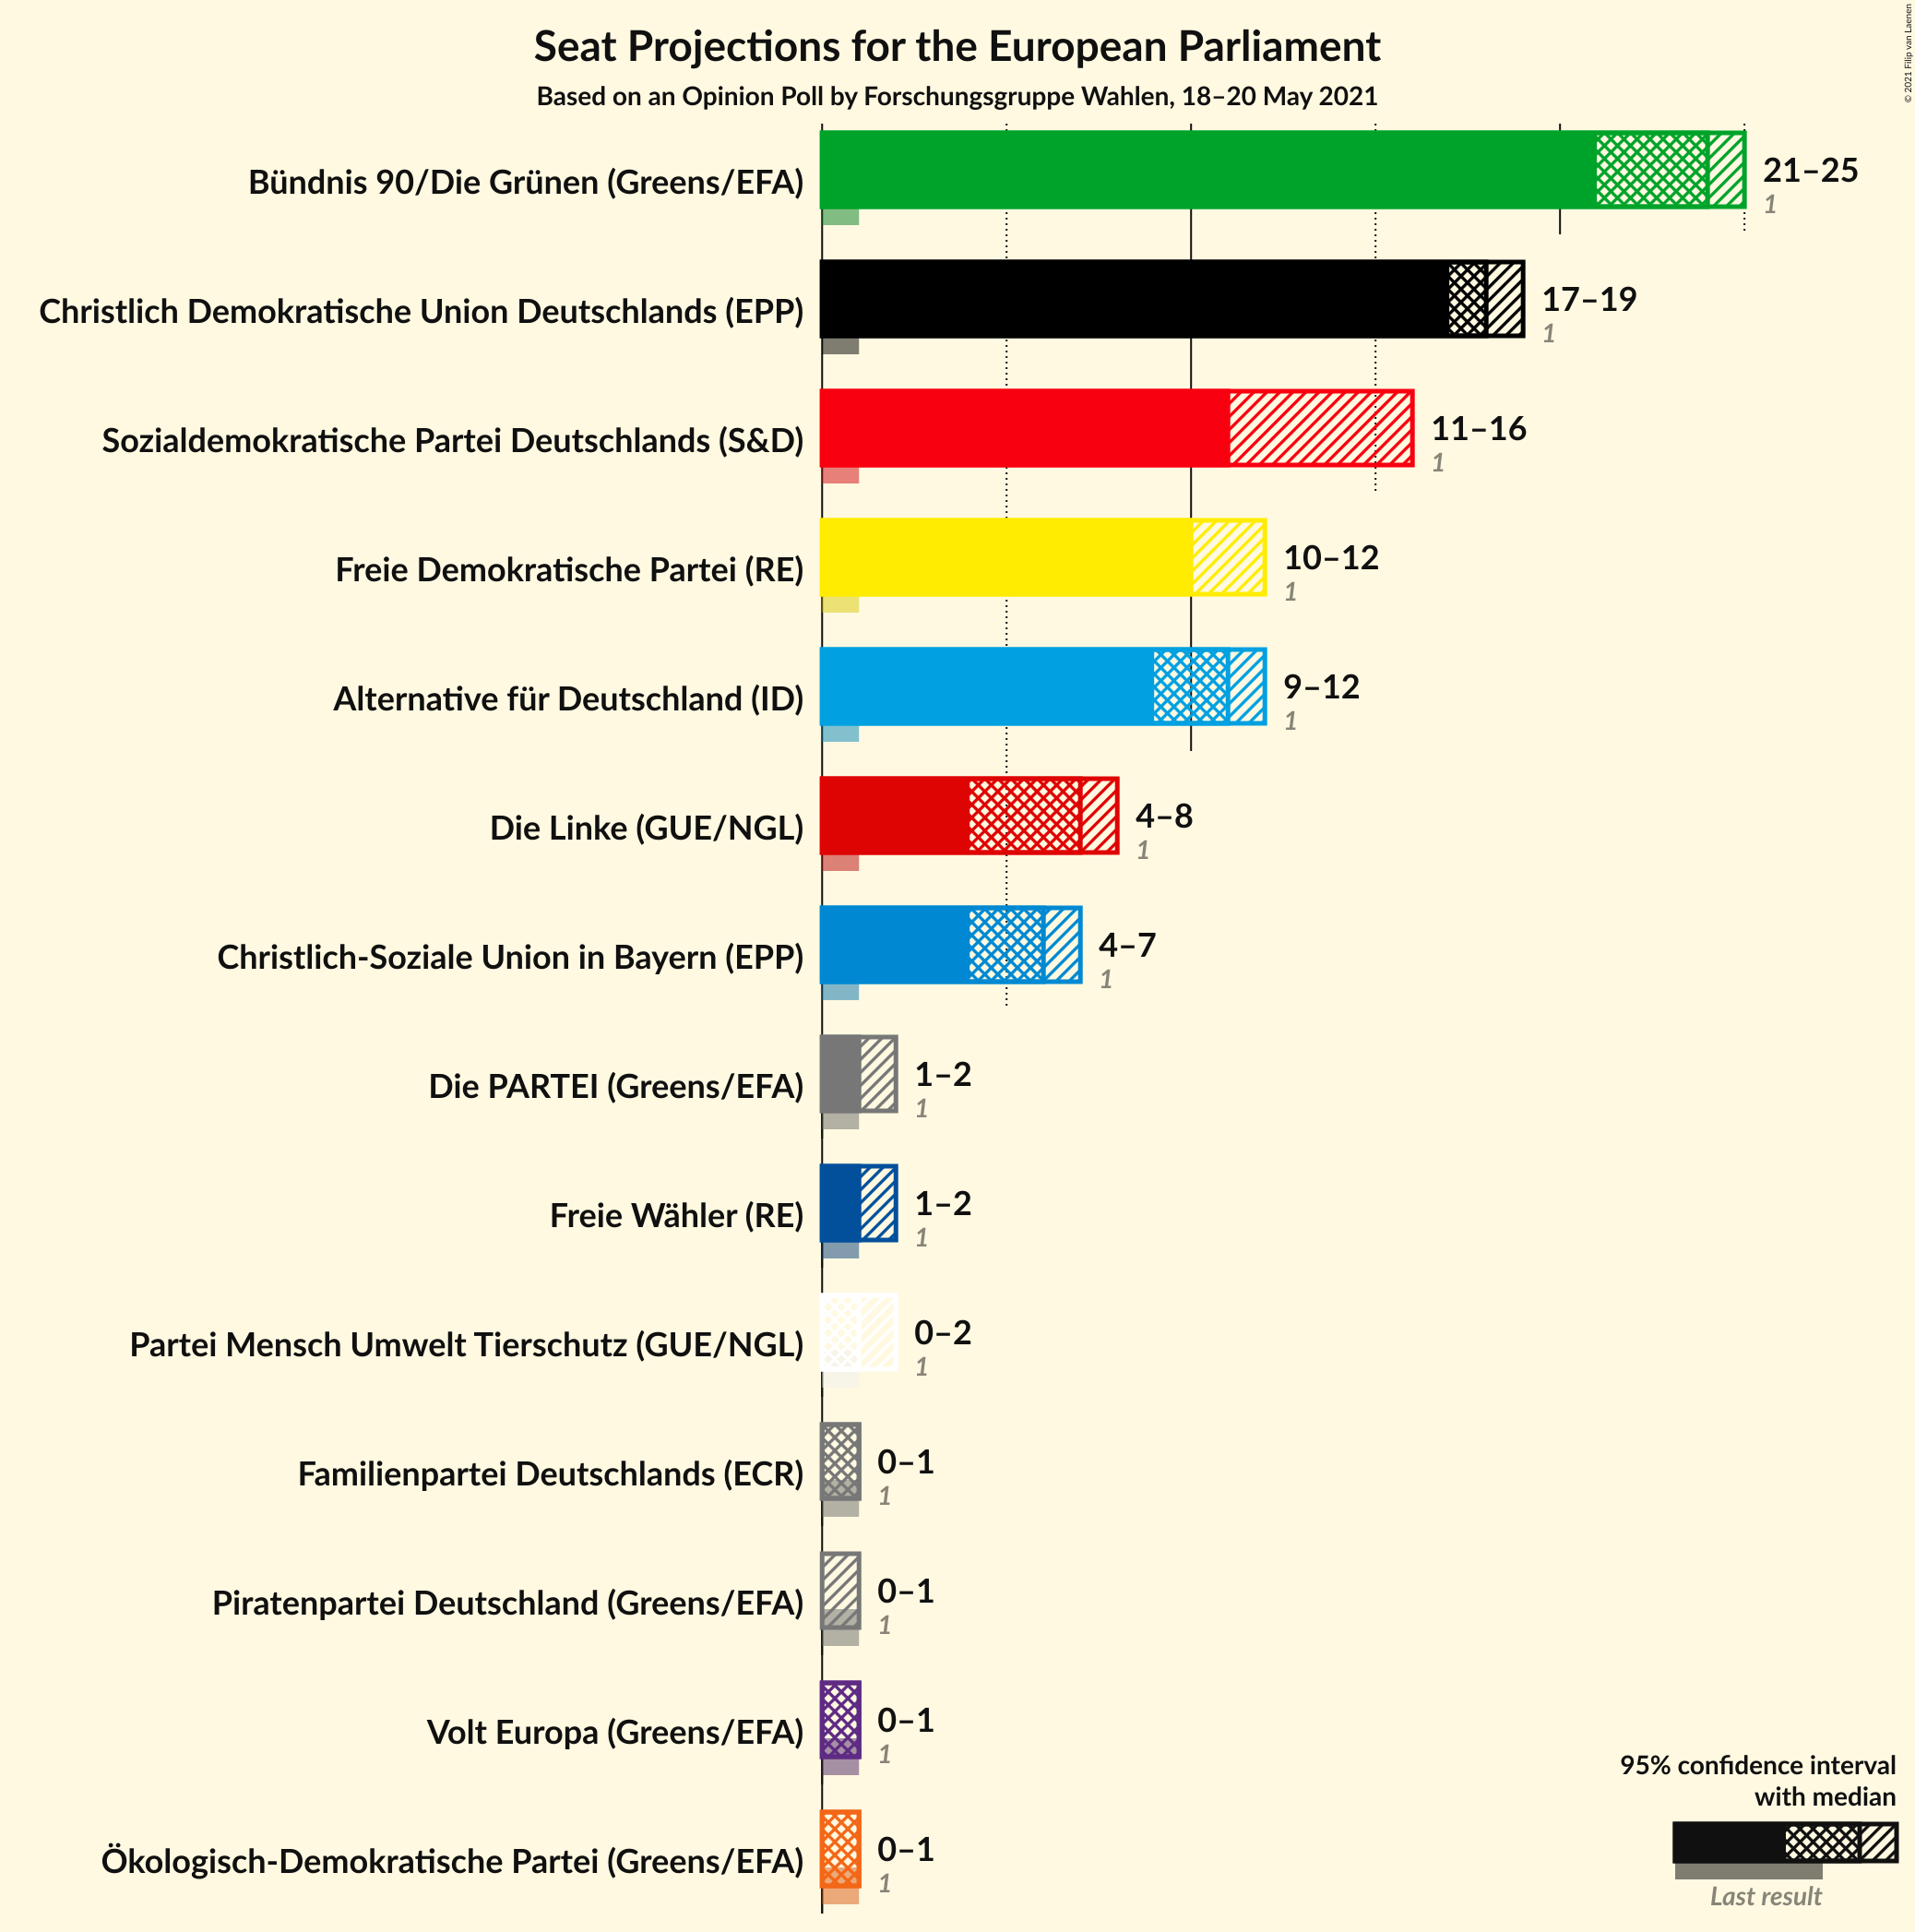 Seat Projections for the European Parliament
Based on an Opinion Poll by Forschungsgruppe Wahlen, 18–20 May 2021
© 2021 Filip van Laenen
Bündnis 90/Die Grünen (Greens/EFA)
21–25
1
Christlich Demokratische Union Deutschlands (EPP)
17–19
1
Sozialdemokratische Partei Deutschlands (S&D)
11–16
1
Freie Demokratische Partei (RE)
10–12
1
Alternative für Deutschland (ID)
9–12
1
Die Linke (GUE/NGL)
4–8
1
Christlich-Soziale Union in Bayern (EPP)
4–7
1
Die PARTEI (Greens/EFA)
1–2
1
Freie Wähler (RE)
1–2
1
Partei Mensch Umwelt Tierschutz (GUE/NGL)
0–2
1
Familienpartei Deutschlands (ECR)
0–1
1
Piratenpartei Deutschland (Greens/EFA)
0–1
1
Volt Europa (Greens/EFA)
0–1
1
Ökologisch-Demokratische Partei (Greens/EFA)
0–1
1
95% confidence interval
with median
Last result